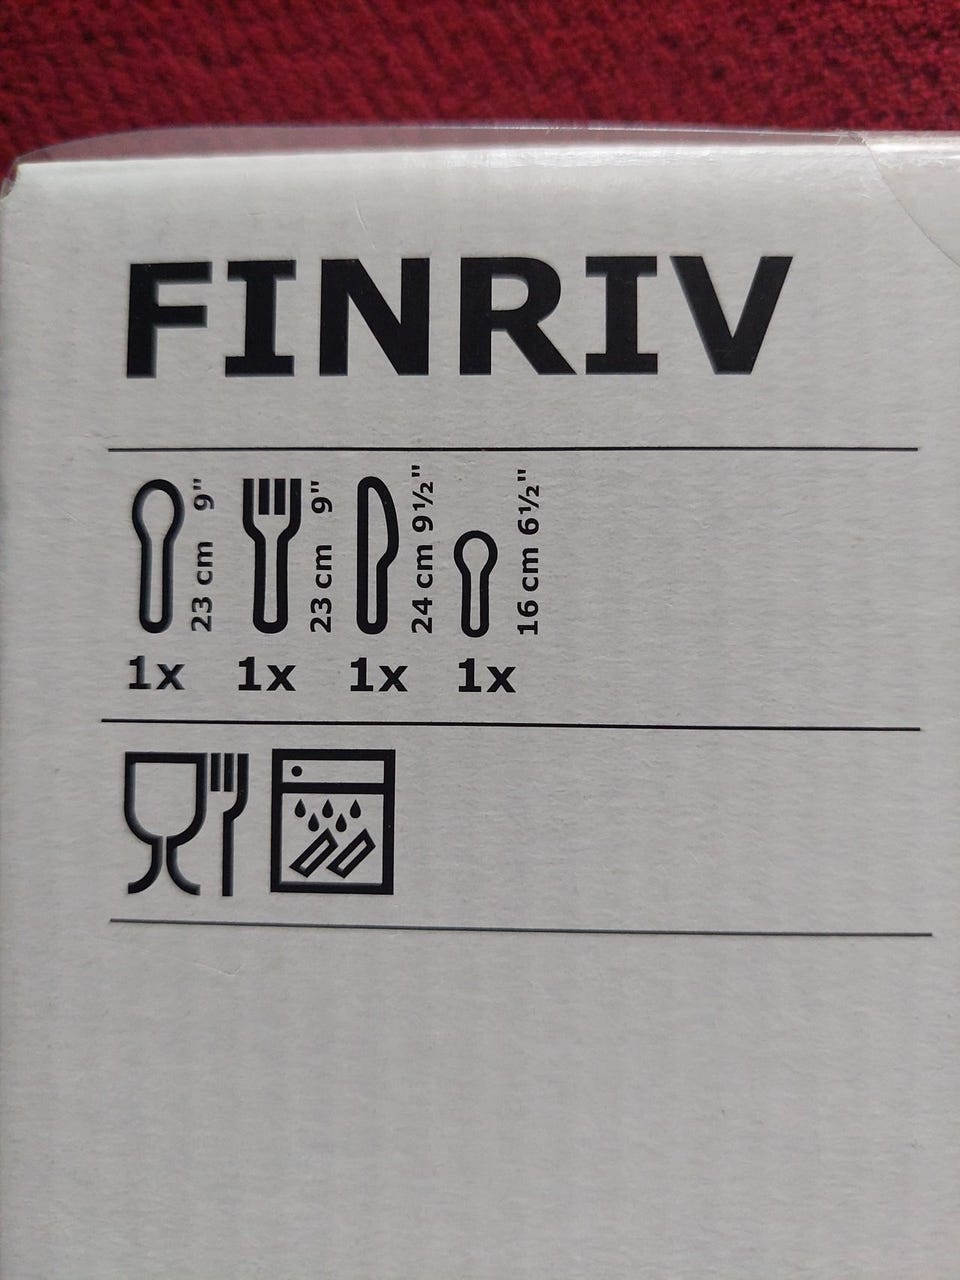 FINRIV
23 cm 9"
23 cm 9"
24 cm 9½"
16 cm 6½"
1x 1x 1x 1x